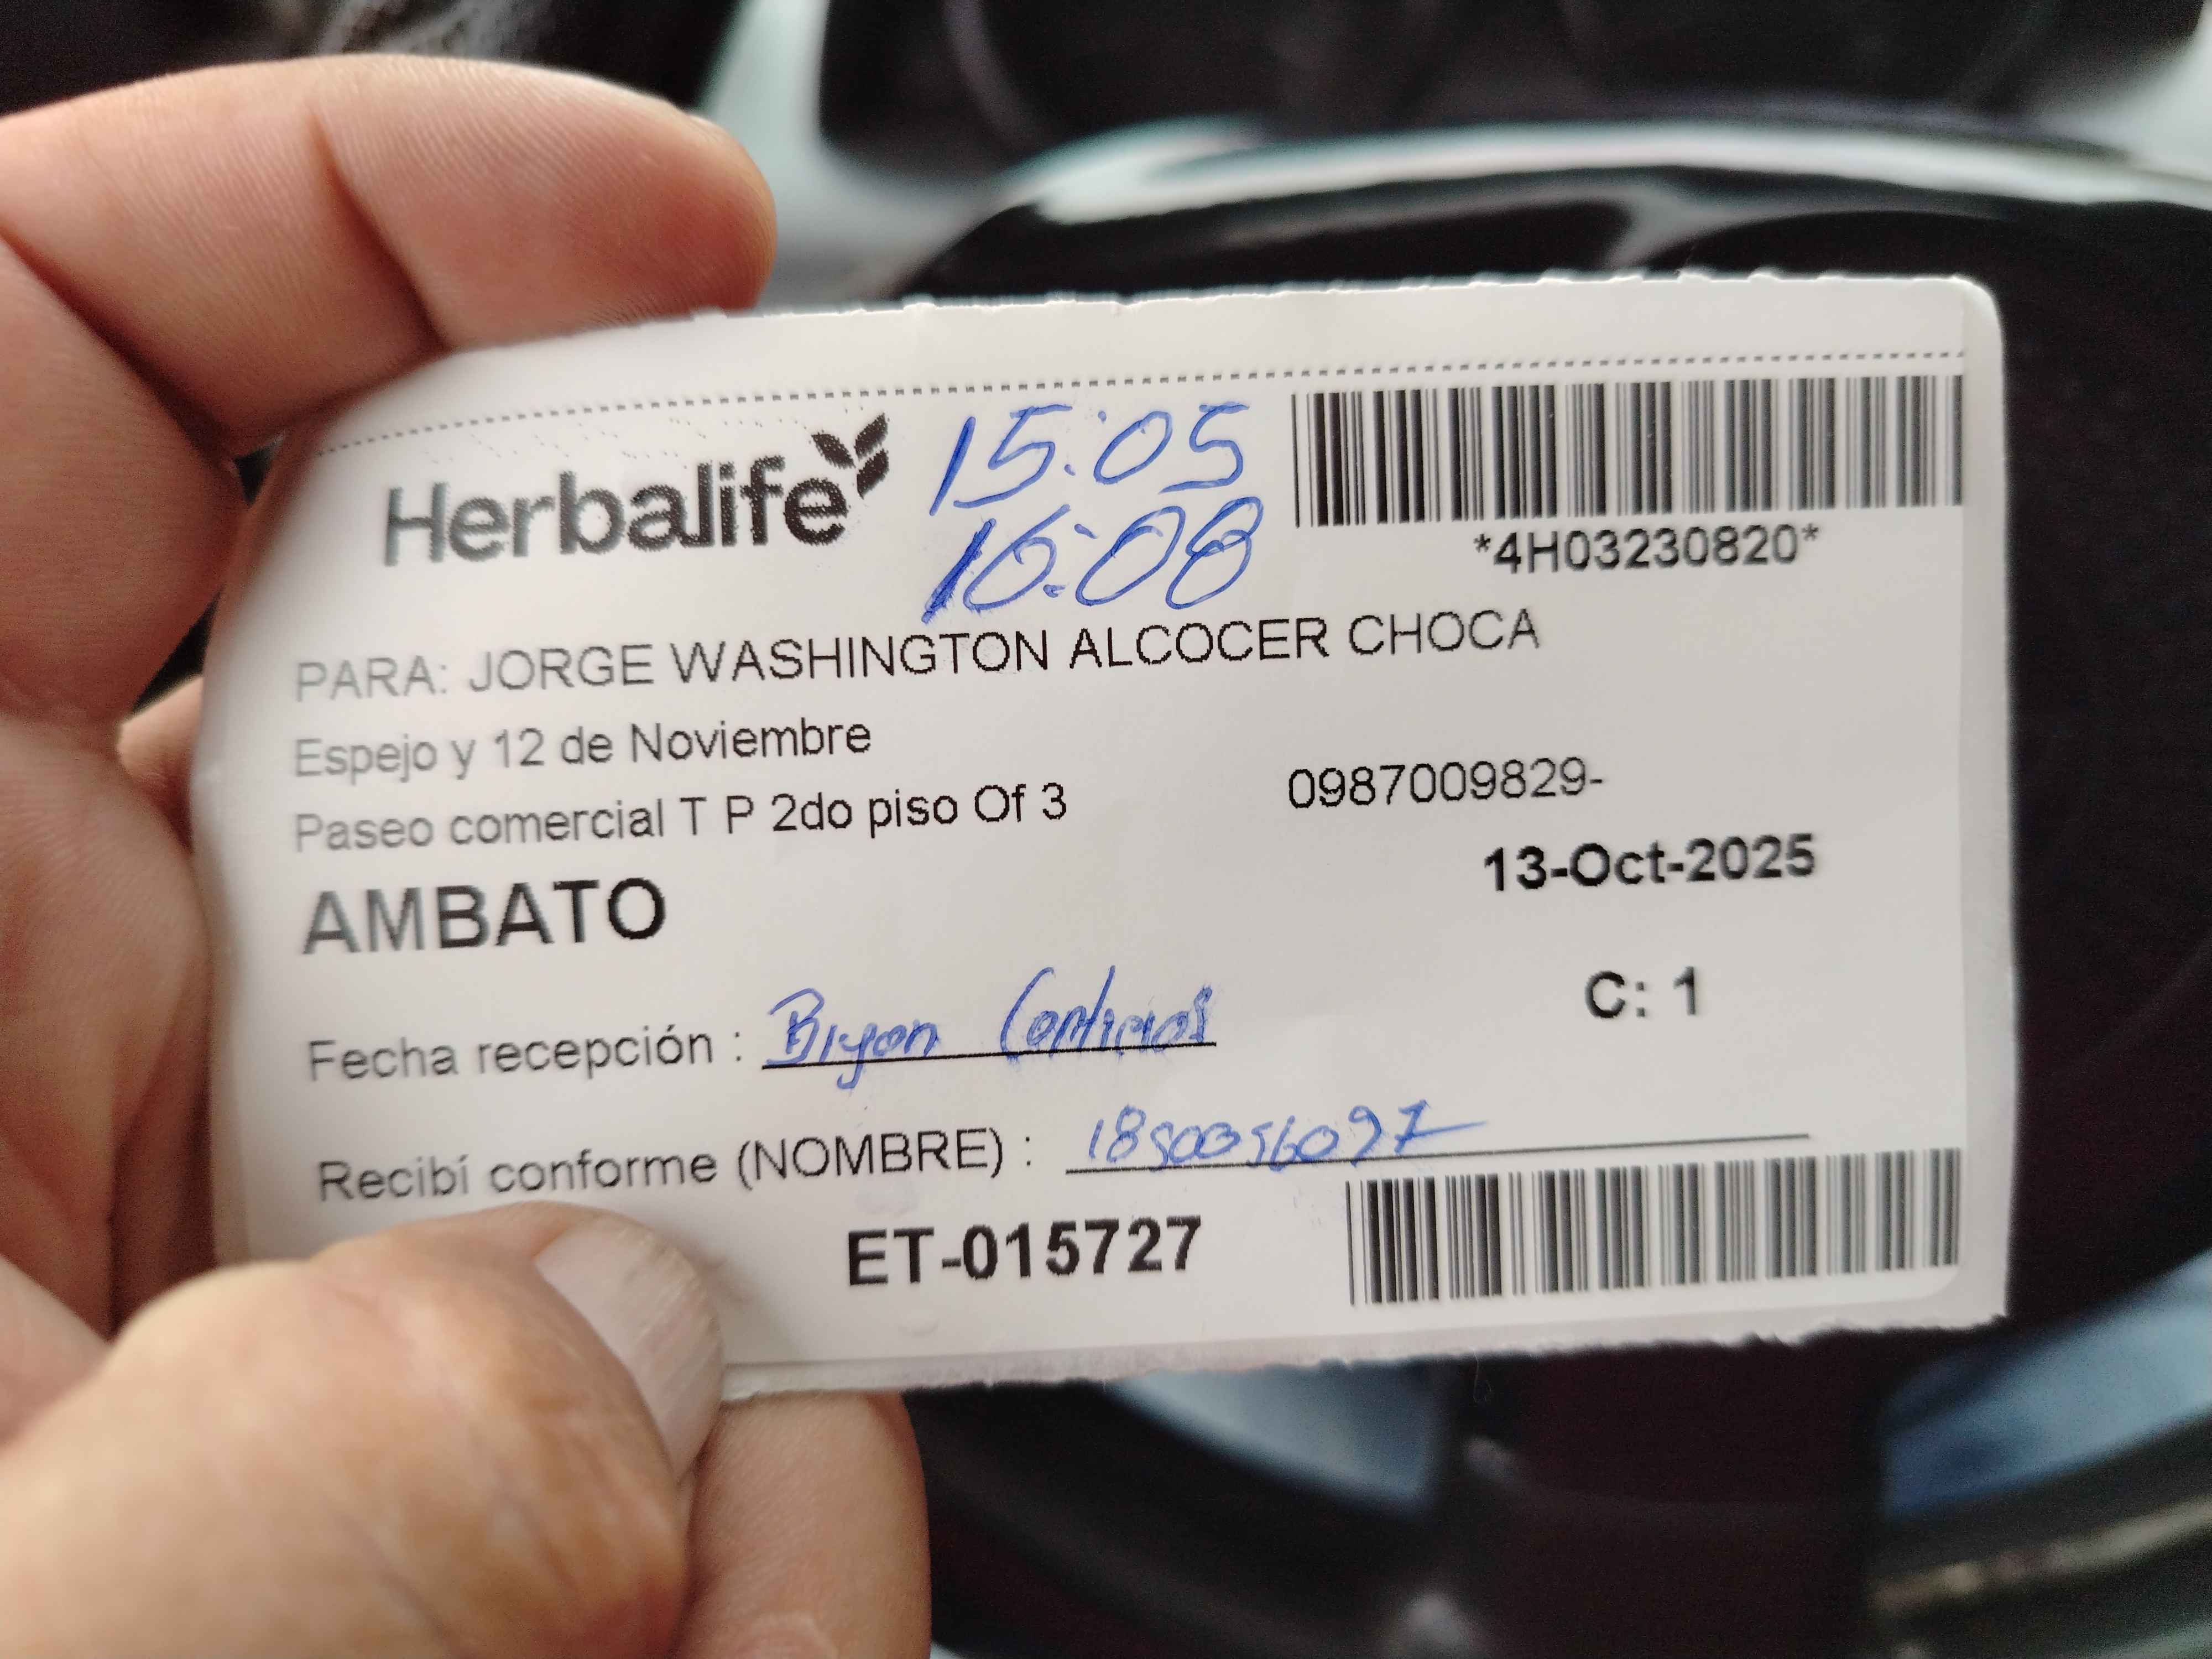 Herbalife
15:05
16:08
*4H03230820*
PARA: JORGE WASHINGTON ALCOCER CHOCA
Espejo y 12 de Noviembre
Paseo comercial T P 2do piso Of 3
0987009829-
AMBATO
13-Oct-2025
C: 1
Fecha recepción : Bryan
Recibí conforme (NOMBRE) : 1850056097
ET-015727